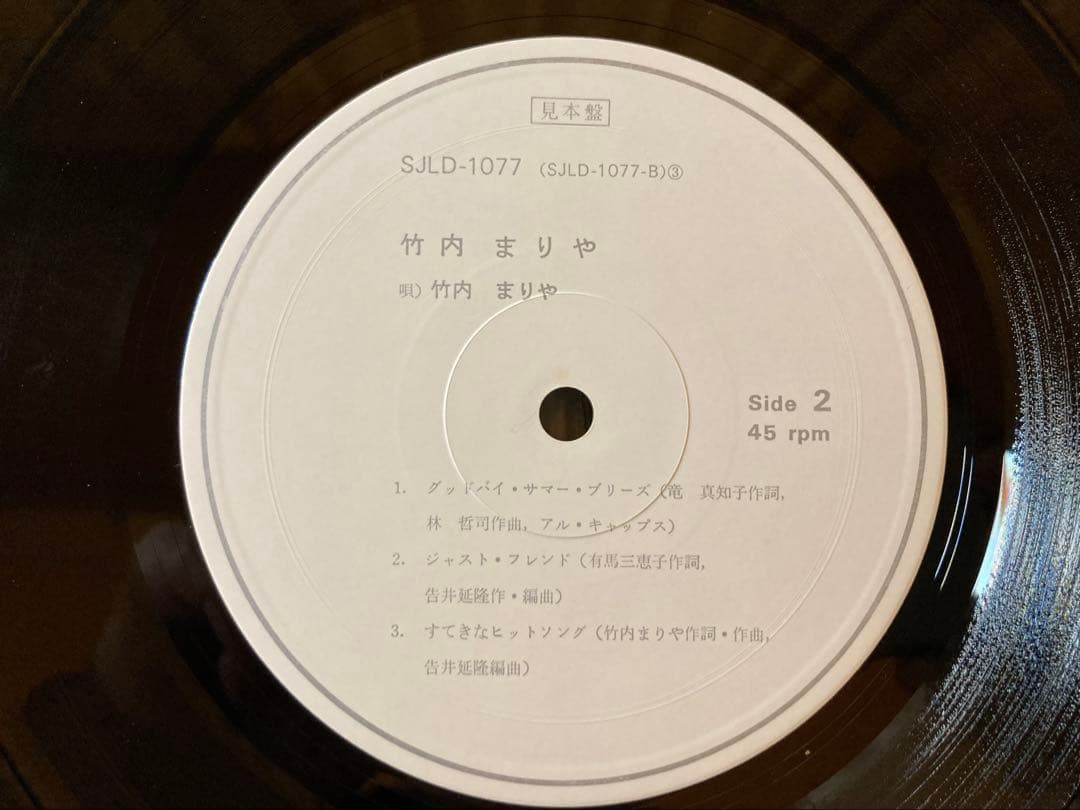 見本盤
SJLD-1077 (SJLD-1077-B)③
竹内 まりや
唄）竹内 まりや
Side 2
45 rpm
1. グッドバイ・サマー・ブリーズ（竜 真知子作詞,
林 哲司作曲, アル・キャップス）
2. ジャスト・フレンド（有馬三恵子作詞,
告井延隆作・編曲）
3. すてきなヒットソング（竹内まりや作詞・作曲,
告井延隆編曲）